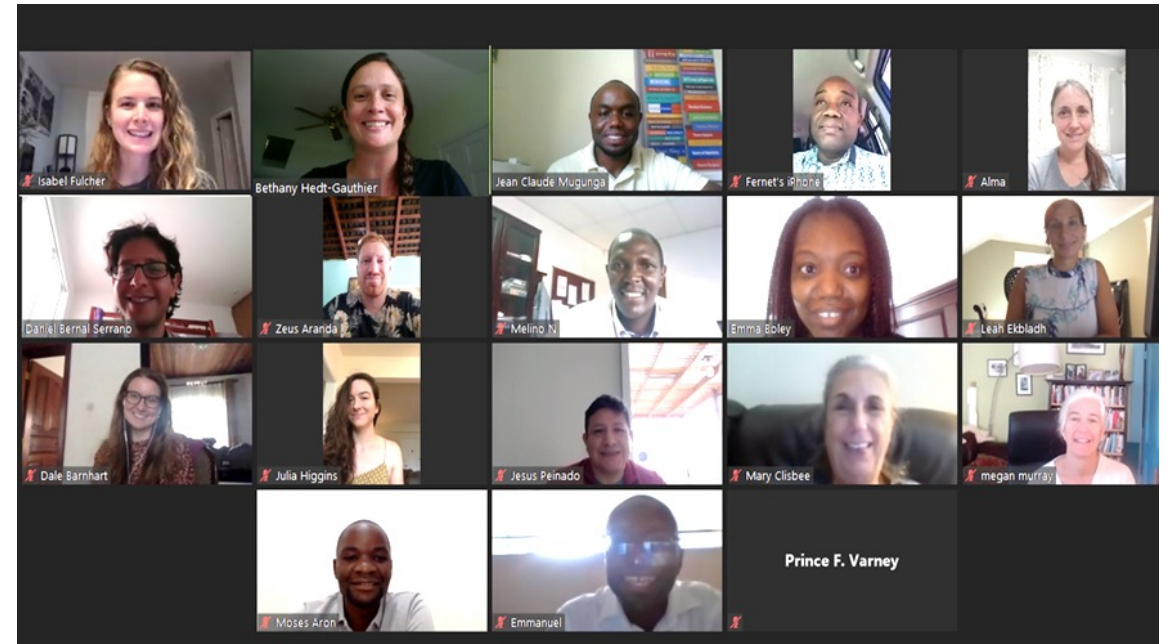 Isabel Fulcher
Bethany Hedt-Gauthier
Jean Claude Mugunga
Fernet's iPhone
Alma
Daniel Bernal Serrano
Zeus Aranda
Melino N
Emma Boley
Leah Ekbladh
Dale Barnhart
Julia Higgins
Jesus Peinado
Mary Clisbee
megan murray
Moses Aron
Emmanuel
Prince F. Varney